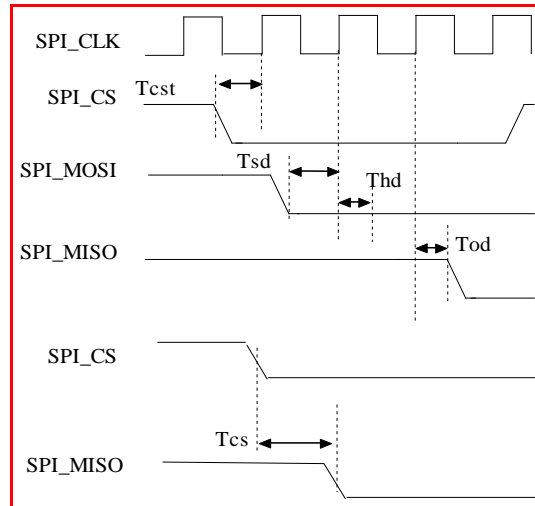 SPI_CLK
Tcst
SPI_CS
Tsd
Thd
SPI_MOSI
Tod
SPI_MISO
SPI_CS
Tcs
SPI_MISO